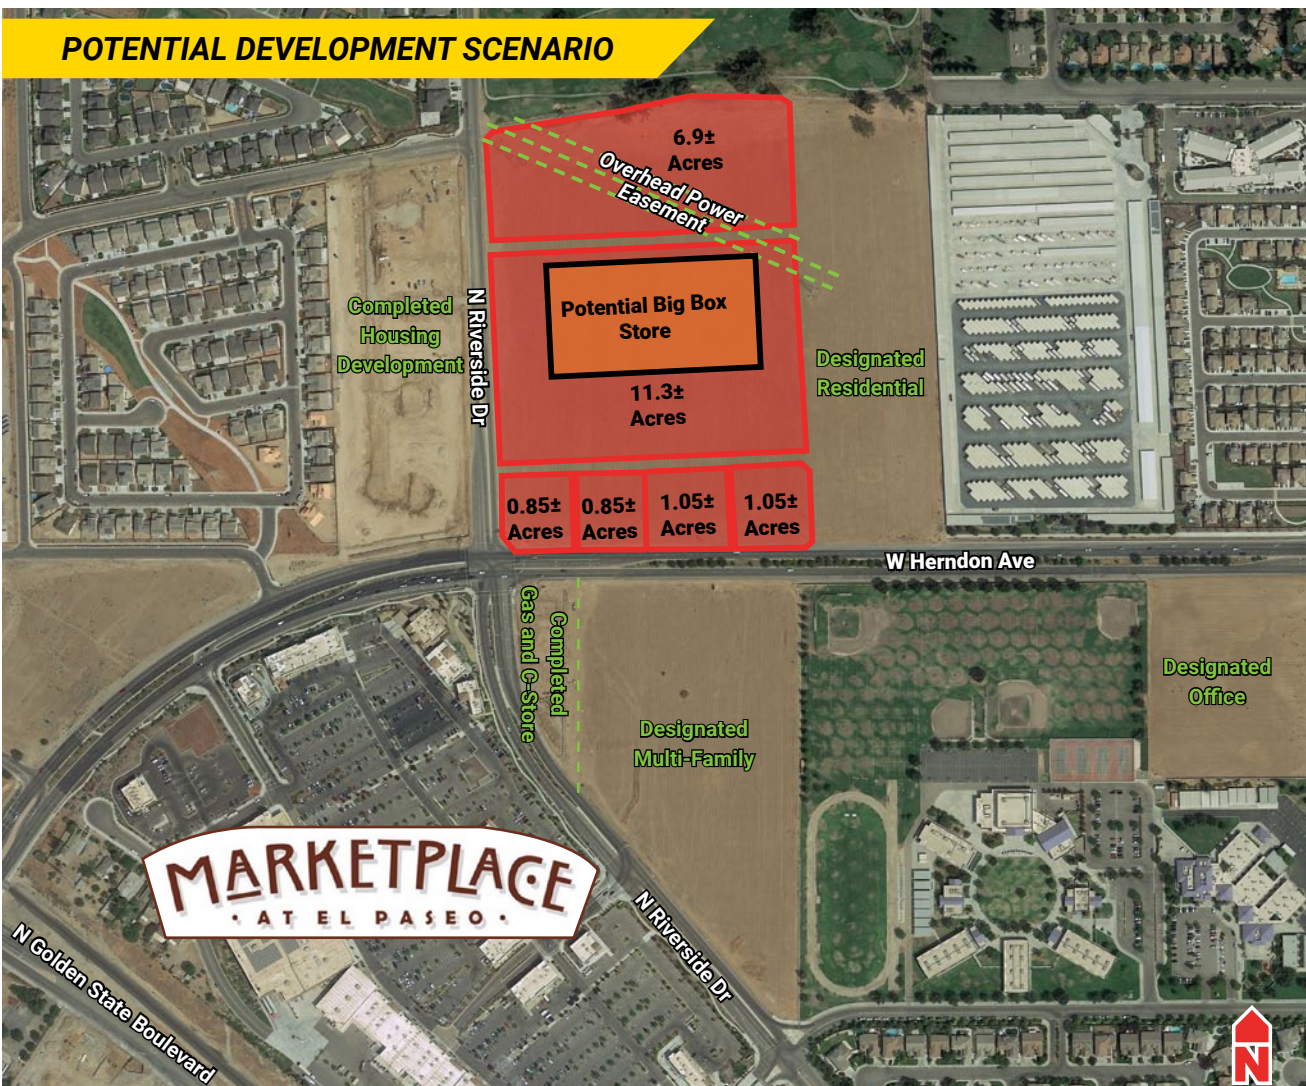 POTENTIAL DEVELOPMENT SCENARIO
6.9±
Acres
Overhead Power
Easement
Potential Big Box
Store
11.3±
Acres
Completed
Housing
Development
N Riverside Dr
Designated
Residential
0.85±
Acres
0.85±
Acres
1.05±
Acres
1.05±
Acres
W Herndon Ave
Completed
Gas and C-Store
Designated
Multi-Family
Designated
Office
MARKETPLACE
• AT EL PASEO •
N Riverside Dr
N Golden State Boulevard
N